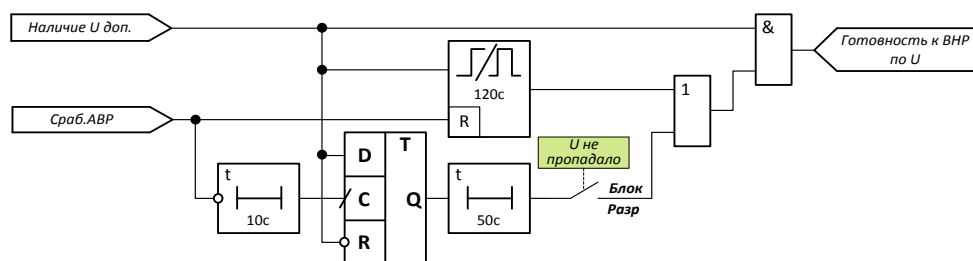 Наличие U доп.
&
Готовность к ВНР
по U
120с
1
R
Сраб.АВР
U не
пропадало
D
T
t
t
C
Q
Блок
Разр
10с
50с
R